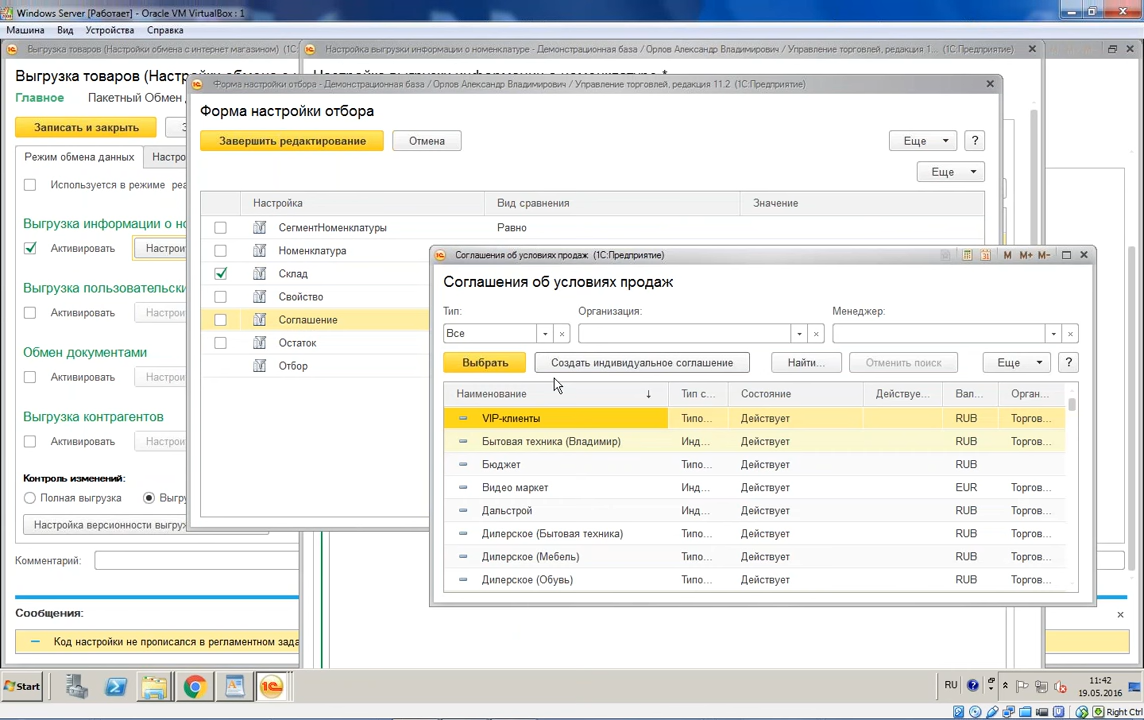 Windows Server [Работает] - Oracle VM VirtualBox : 1
Машина Вид Устройства Справка
Выгрузка товаров (Настройки обмена с интернет магазином) (1С:
Настройка выгрузки информации о номенклатуре - Демонстрационная база / Орлов Александр Владимирович / Управление торговлей, редакция 1... (1С:Предприятие)
Выгрузка товаров (Настр
Форма настройки отбора - Демонстрационная база / Орлов Александр Владимирович / Управление торговлей, редакция 11.2 (1С:Предприятие)
Главное Пакетный Обмен
Форма настройки отбора
Записать и закрыть
Завершить редактирование Отмена Еще ?
Режим обмена данных Настро
Еще
Используется в режиме реа
Настройка Вид сравнения Значение
Выгрузка информации о но
СегментНоменклатуры Равно
Активировать Настрои
Номенклатура
Склад
Выгрузка пользовательски
Свойство
Активировать Настрои
Соглашение
Остаток
Обмен документами
Отбор
Активировать Настрои
Выгрузка контрагентов
Активировать Настрои
Контроль изменений:
Полная выгрузка Выгру
Настройка версионности выгруз
Комментарий:
Сообщения:
Код настройки не прописался в регламентном зада
Соглашения об условиях продаж (1С:Предприятие)
M M+ M-
Соглашения об условиях продаж
Тип: Организация: Менеджер:
Все
Выбрать Создать индивидуальное соглашение Найти... Отменить поиск Еще ?
Наименование Тип с... Состояние Действуе... Вал... Орган...
VIP-клиенты Типо... Действует RUB Торгов...
Бытовая техника (Владимир) Инд... Действует RUB Торгов...
Бюджет Типо... Действует RUB
Видео маркет Инд... Действует EUR Торгов...
Дальстрой Инд... Действует RUB Торгов...
Дилерское (Бытовая техника) Типо... Действует RUB Торгов...
Дилерское (Мебель) Типо... Действует RUB Торгов...
Дилерское (Обувь) Типо... Действует RUB Торгов...
Start
RU
11:42
19.05.2016
Right Ctrl